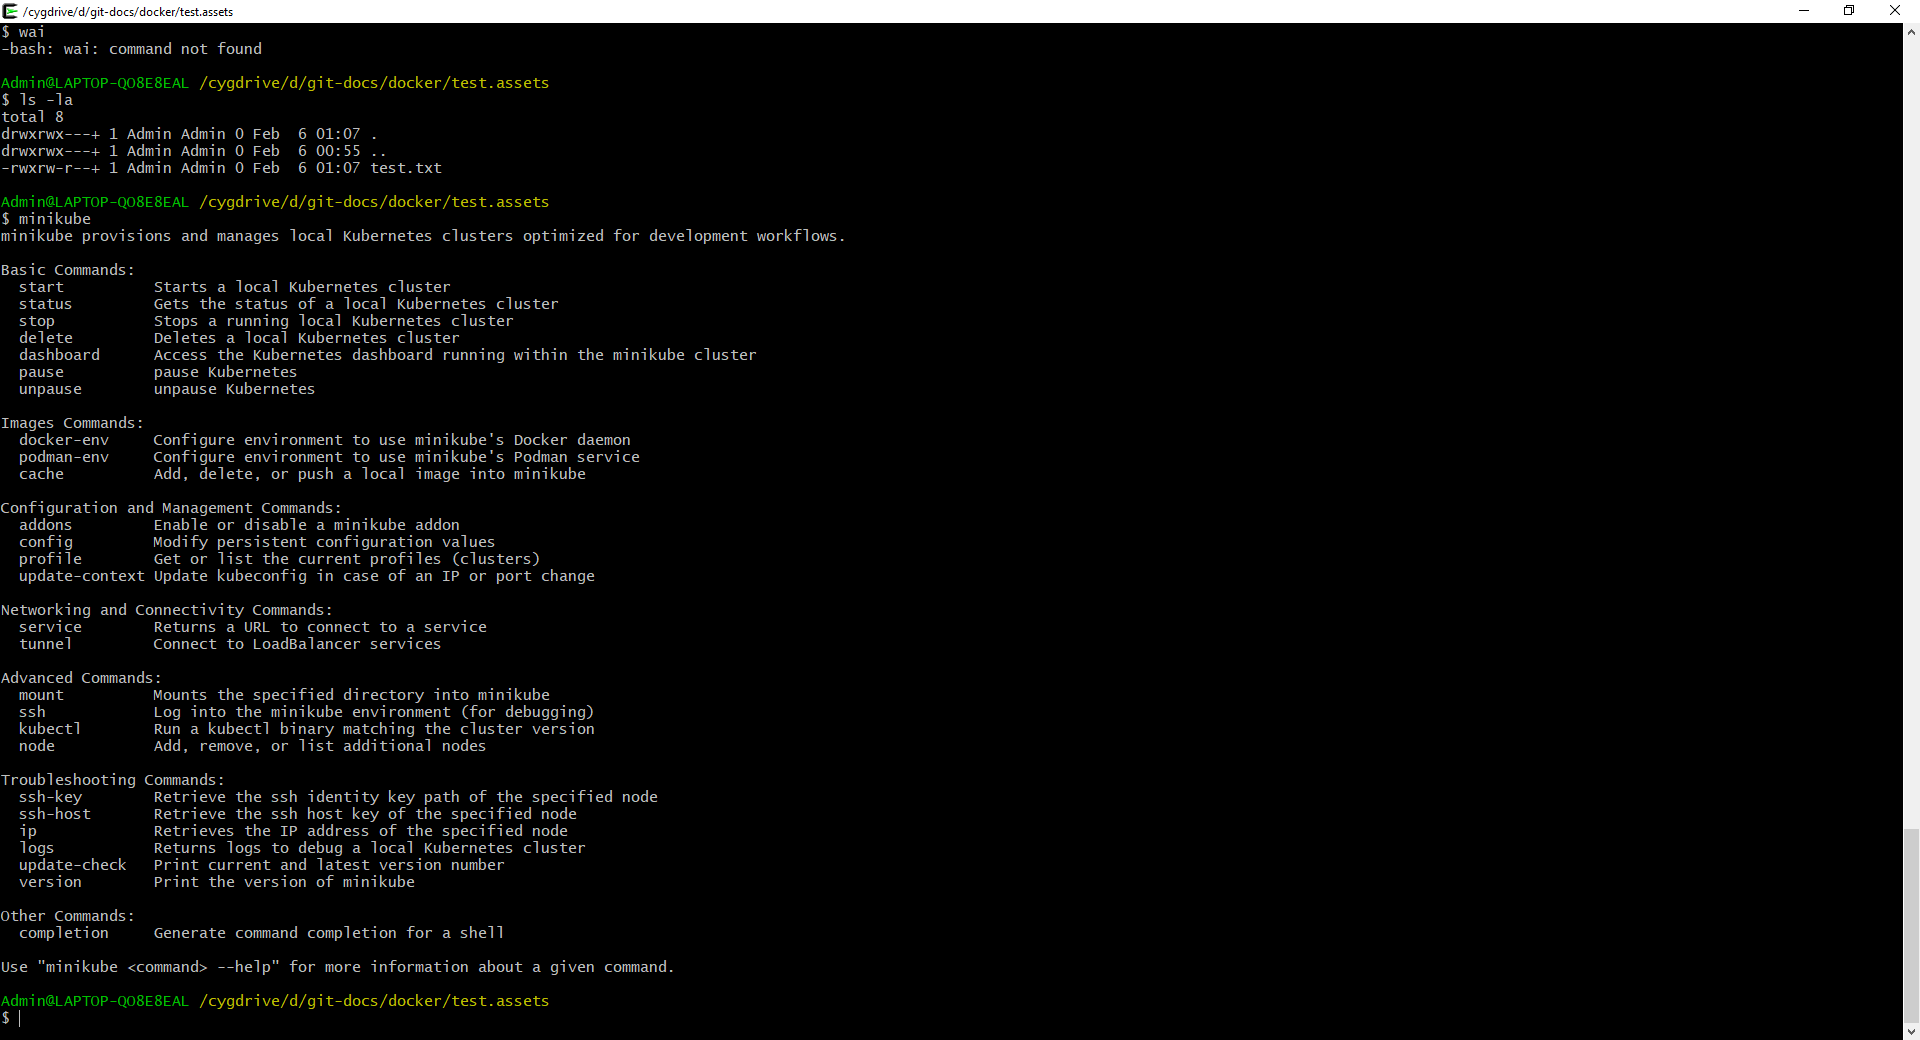 /cygdrive/d/git-docs/docker/test.assets
$ wai
-bash: wai: command not found
Admin@LAPTOP-QO8E8EAL /cygdrive/d/git-docs/docker/test.assets
$ ls -la
total 8
drwxrwx---+ 1 Admin Admin 0 Feb  6 01:07 .
drwxrwx---+ 1 Admin Admin 0 Feb  6 00:55 ..
-rwxrw-r--+ 1 Admin Admin 0 Feb  6 01:07 test.txt
Admin@LAPTOP-QO8E8EAL /cygdrive/d/git-docs/docker/test.assets
$ minikube
minikube provisions and manages local Kubernetes clusters optimized for development workflows.
Basic Commands:
  start          Starts a local Kubernetes cluster
  status         Gets the status of a local Kubernetes cluster
  stop           Stops a running local Kubernetes cluster
  delete         Deletes a local Kubernetes cluster
  dashboard      Access the Kubernetes dashboard running within the minikube cluster
  pause          pause Kubernetes
  unpause        unpause Kubernetes
Images Commands:
  docker-env     Configure environment to use minikube's Docker daemon
  podman-env     Configure environment to use minikube's Podman service
  cache          Add, delete, or push a local image into minikube
Configuration and Management Commands:
  addons         Enable or disable a minikube addon
  config         Modify persistent configuration values
  profile        Get or list the current profiles (clusters)
  update-context Update kubeconfig in case of an IP or port change
Networking and Connectivity Commands:
  service        Returns a URL to connect to a service
  tunnel         Connect to LoadBalancer services
Advanced Commands:
  mount          Mounts the specified directory into minikube
  ssh            Log into the minikube environment (for debugging)
  kubectl        Run a kubectl binary matching the cluster version
  node           Add, remove, or list additional nodes
Troubleshooting Commands:
  ssh-key        Retrieve the ssh identity key path of the specified node
  ssh-host       Retrieve the ssh host key of the specified node
  ip             Retrieves the IP address of the specified node
  logs           Returns logs to debug a local Kubernetes cluster
  update-check   Print current and latest version number
  version        Print the version of minikube
Other Commands:
  completion     Generate command completion for a shell
Use "minikube <command> --help" for more information about a given command.
Admin@LAPTOP-QO8E8EAL /cygdrive/d/git-docs/docker/test.assets
$